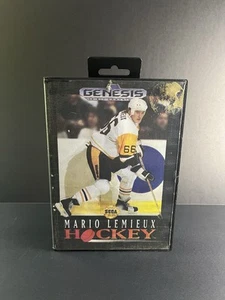 GENESIS
66
SEGA
MARIO LEMIEUX
HOCKEY